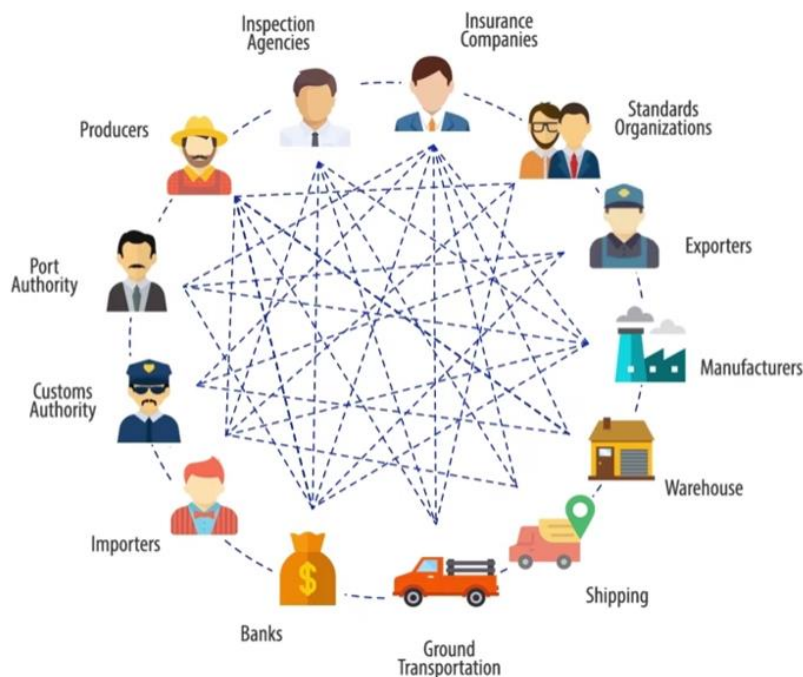 Inspection
Agencies
Insurance
Companies
Standards
Organizations
Producers
Exporters
Port
Authority
Manufacturers
Customs
Authority
Warehouse
Importers
Shipping
Banks
Ground
Transportation
$